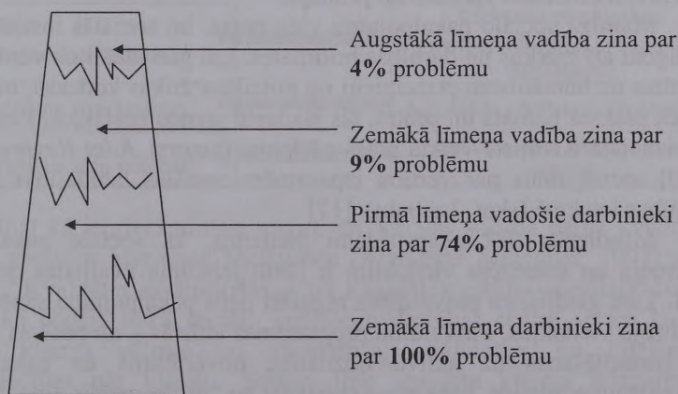 Augstākā līmeņa vadība zina par
4% problēmu
Zemākā līmeņa vadība zina par
9% problēmu
Pirmā līmeņa vadošie darbinieki
zina par 74% problēmu
Zemākā līmeņa darbinieki zina
par 100% problēmu